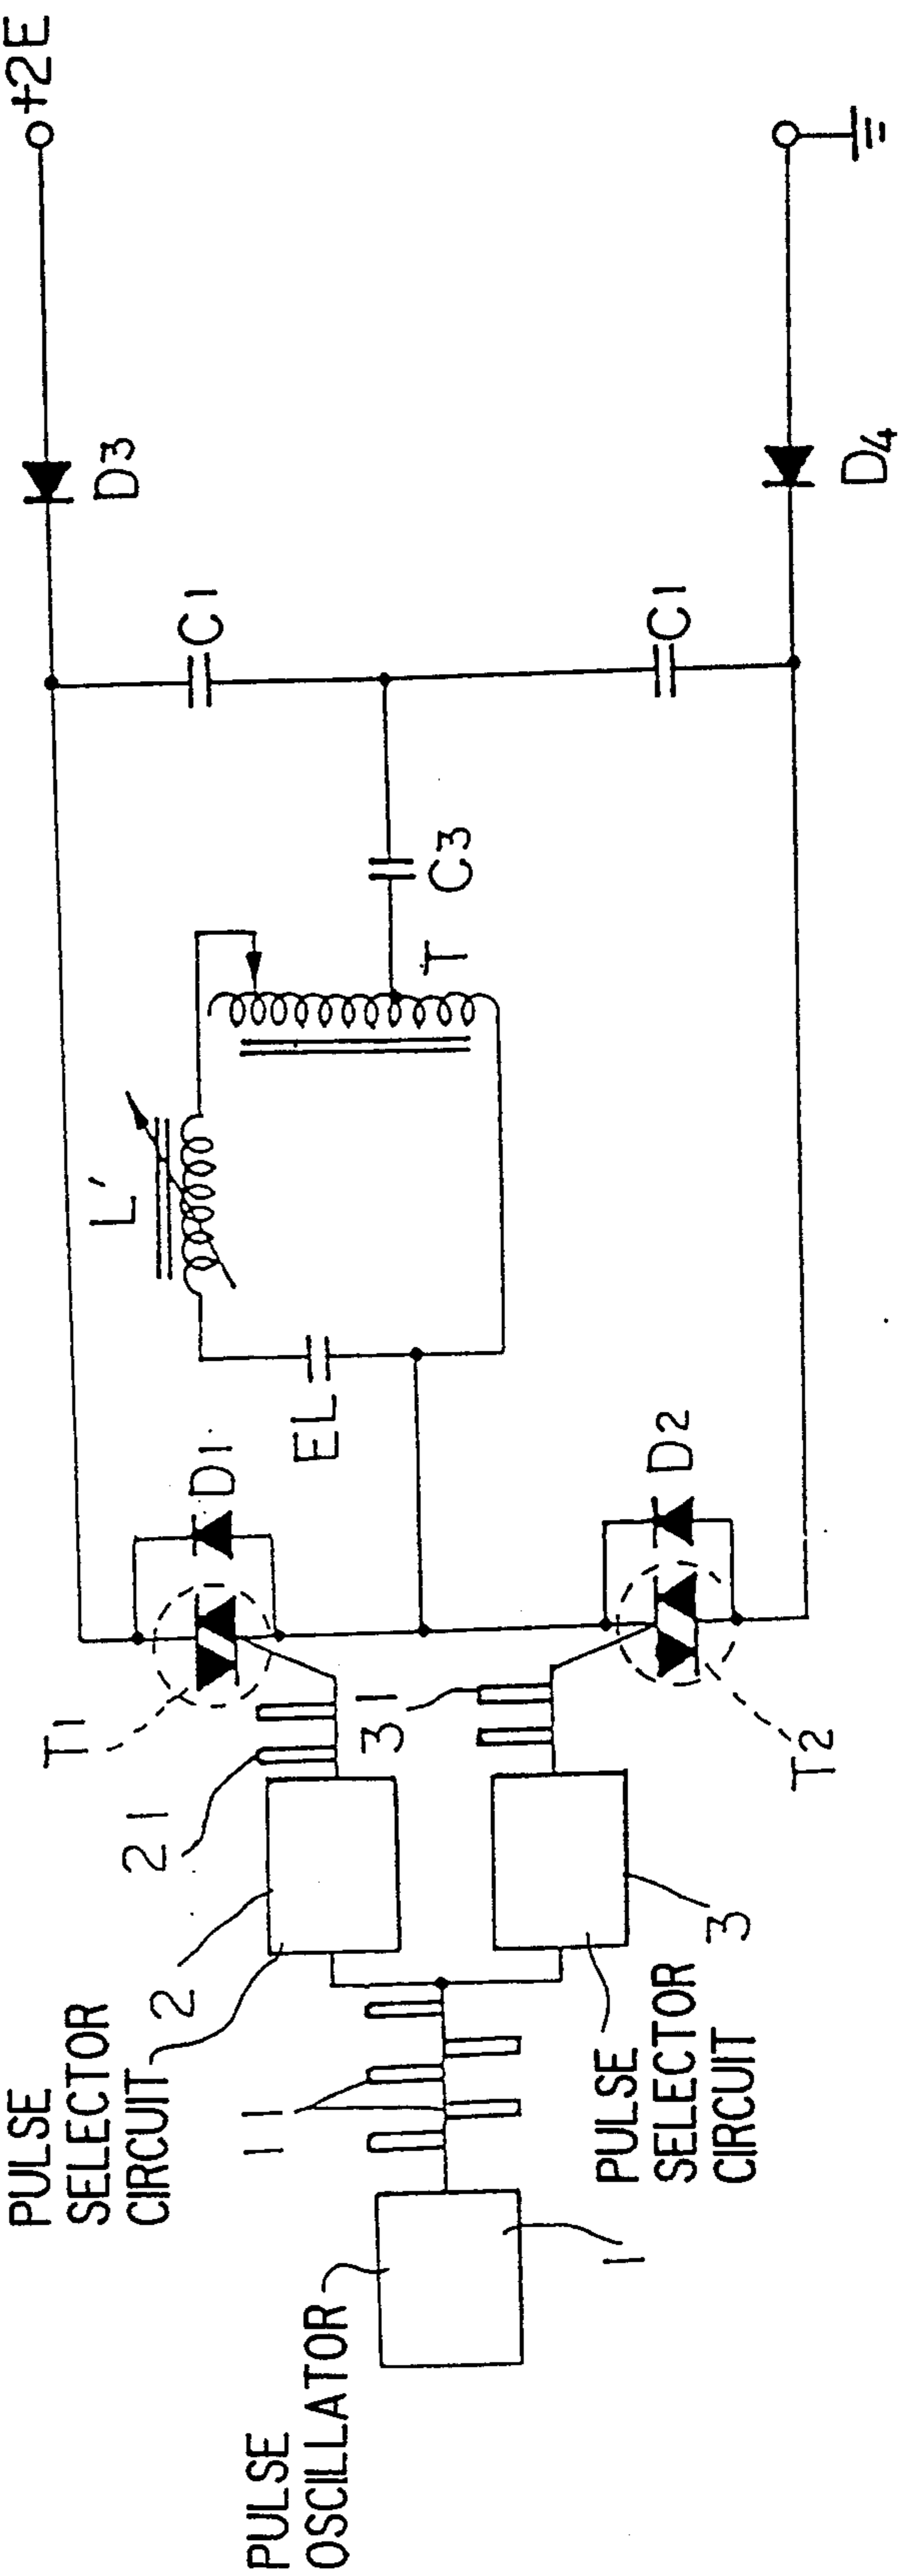 PULSE
OSCILLATOR
1
11
PULSE
SELECTOR
CIRCUIT
2
21
PULSE
SELECTOR
CIRCUIT
3
31
T1
D1
T2
D2
EL
L'
T
C3
C1
C1
D3
D4
+2E